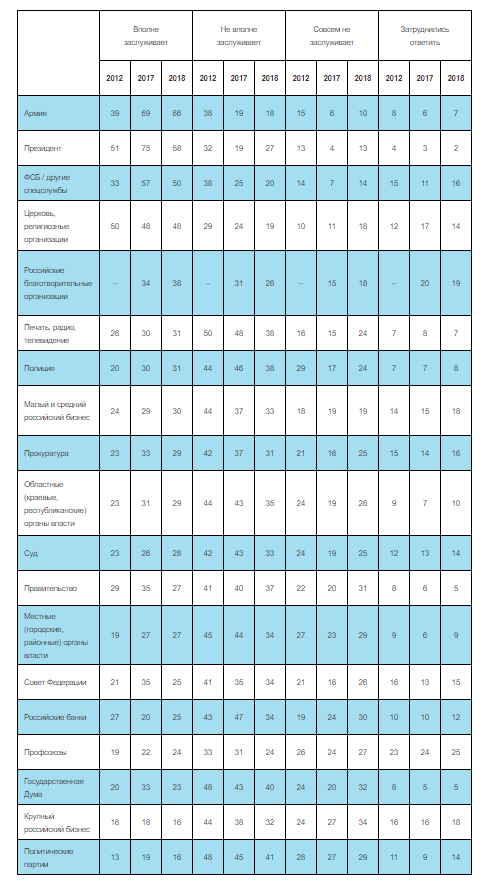 Вполне заслуживает | Не вполне заслуживает | Совсем не заслуживает | Затруднились ответить
2012 2017 2018 2012 2017 2018 2012 2017 2018 2012 2017 2018
Армия 39 69 66 38 19 18 15 6 10 8 6 7
Президент 51 75 58 32 19 27 13 4 13 4 3 2
ФСБ / другие спецслужбы 33 57 50 38 25 20 14 7 14 15 11 16
Церковь, религиозные организации 50 48 48 29 24 19 10 11 18 12 17 14
Российские благотворительные организации – 34 38 – 31 26 – 15 18 – 20 19
Печать, радио, телевидение 26 30 31 50 48 38 16 15 24 7 8 7
Полиция 20 30 31 44 46 38 29 17 24 7 7 8
Малый и средний российский бизнес 24 29 30 44 37 33 18 19 19 14 15 18
Прокуратура 23 33 29 42 37 31 21 16 25 15 14 16
Областные (краевые, республиканские) органы власти 23 31 29 44 43 35 24 19 26 9 7 10
Суд 23 26 28 42 43 33 24 19 25 12 13 14
Правительство 29 35 27 41 40 37 22 20 31 8 6 5
Местные (городские, районные) органы власти 19 27 27 45 44 34 27 23 29 9 6 9
Совет Федерации 21 35 25 41 35 34 21 16 26 16 13 15
Российские банки 27 20 25 43 47 34 19 24 30 10 10 12
Профсоюзы 19 22 24 33 31 24 26 24 27 23 24 25
Государственная Дума 20 33 23 48 43 40 24 20 32 8 5 5
Крупный российский бизнес 16 18 16 44 38 32 24 27 34 16 16 18
Политические партии 13 19 16 48 45 41 28 27 29 11 9 14